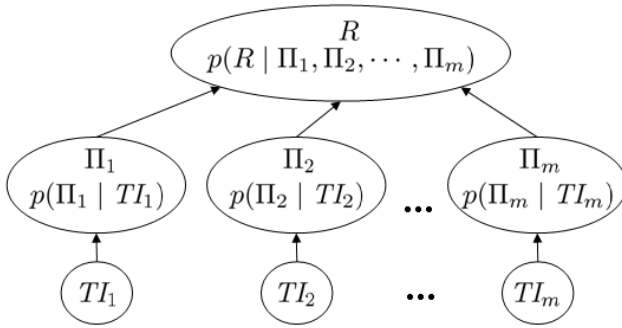 R
p(R | Π₁, Π₂, ⋯, Πₘ)
Π₁ Π₂ Πₘ
p(Π₁ | TI₁) p(Π₂ | TI₂) ... p(Πₘ | TIₘ)
TI₁ TI₂ ... TIₘ